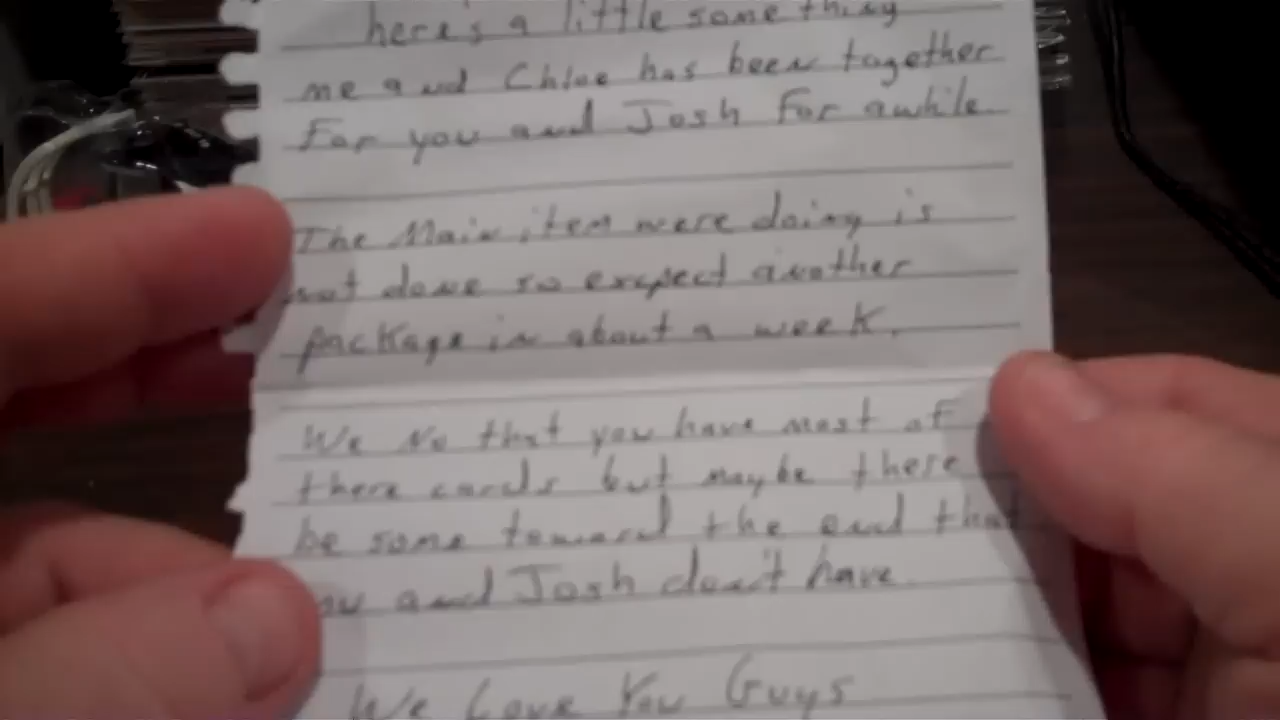 here's a little something
me and Chloe has been together
For you and Josh For awhile
The Main item were doing is
not done so expect another
package in about a week.
We No that you have most of
there cards but maybe there
be some toward the end that
and Josh don't have.
We Love You Guys